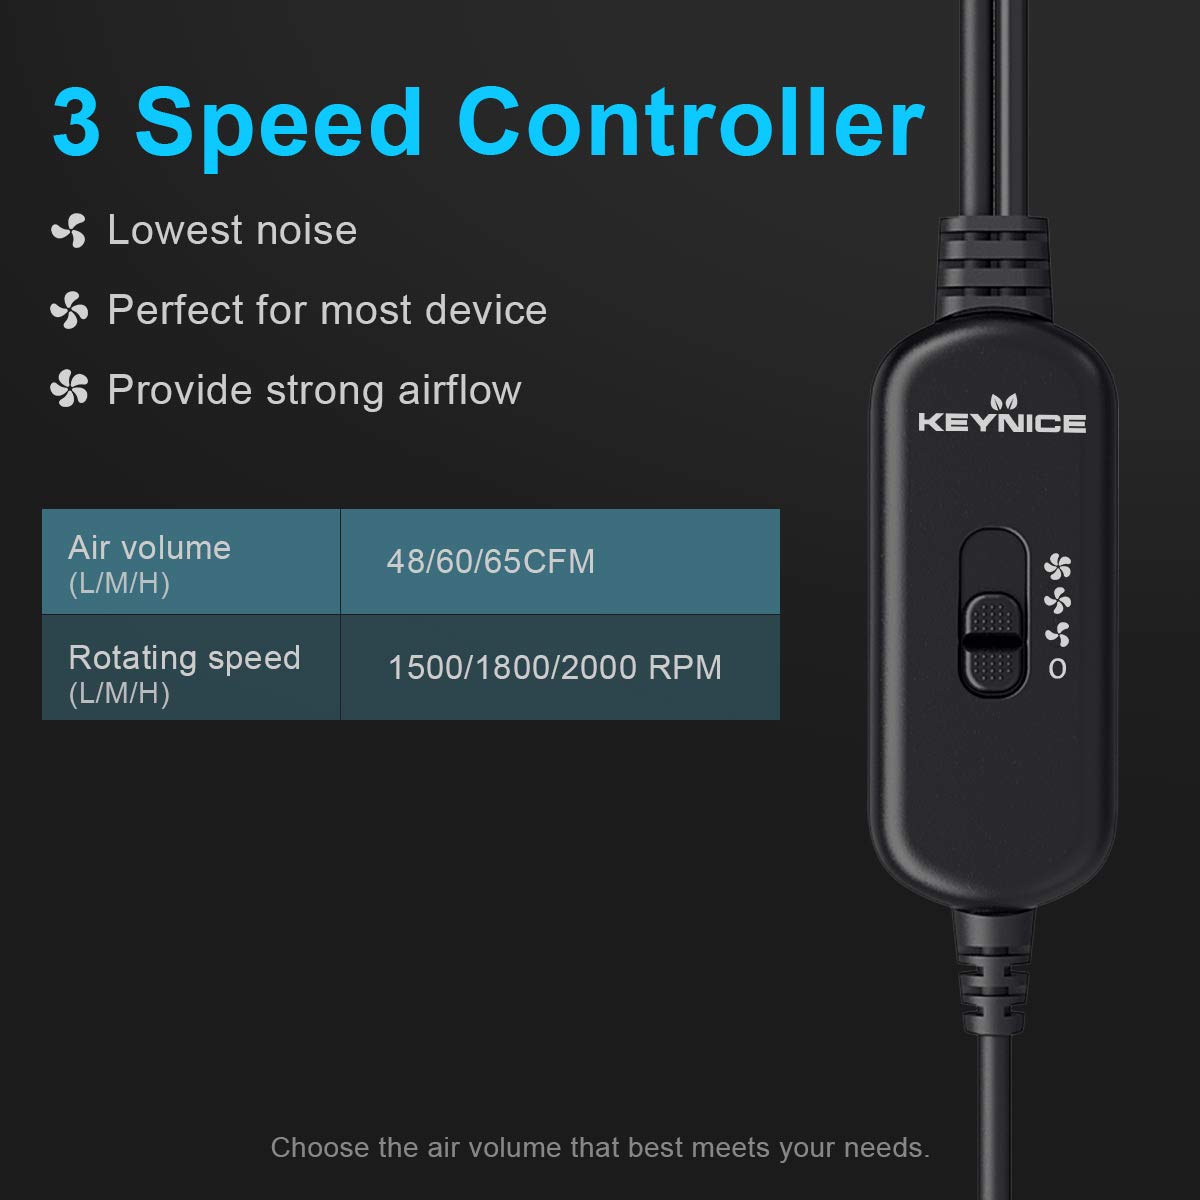 3 Speed Controller
Lowest noise
Perfect for most device
Provide strong airflow
Air volume
(L/M/H)
48/60/65CFM
Rotating speed
(L/M/H)
1500/1800/2000 RPM
KEYNICE
0
Choose the air volume that best meets your needs.